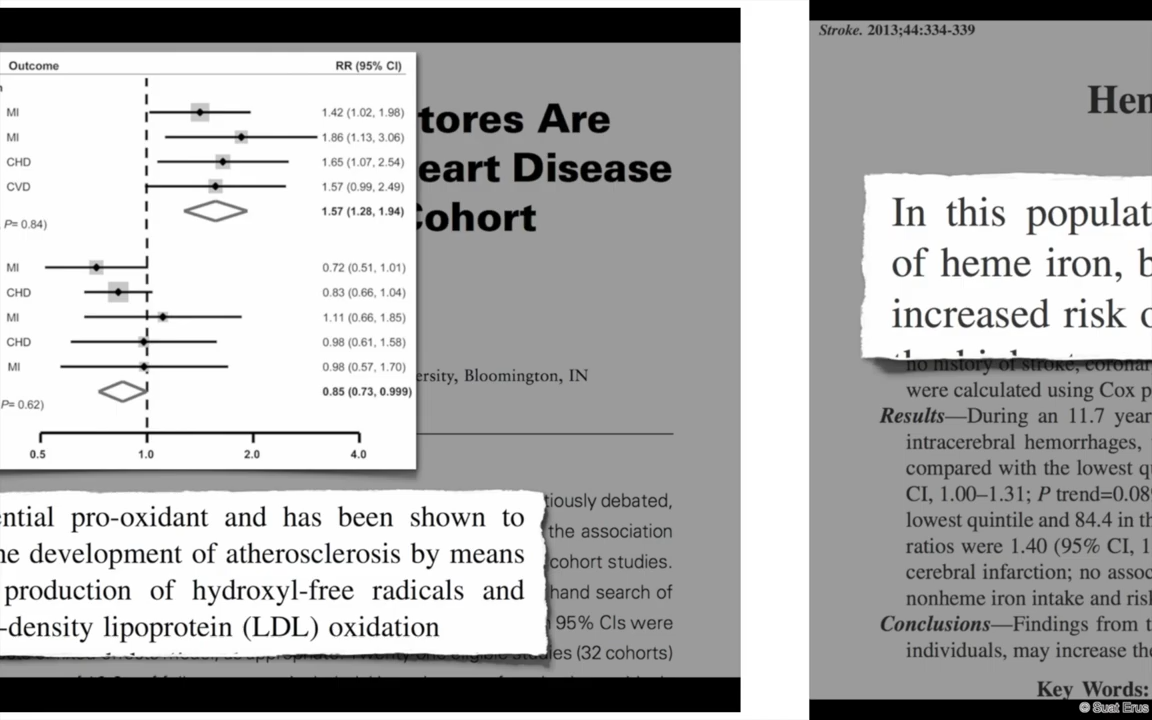 Outcome RR (95% CI)
MI 1.42 (1.02, 1.98)
MI 1.86 (1.13, 3.06)
CHD 1.65 (1.07, 2.54)
CVD 1.57 (0.99, 2.49)
1.57 (1.28, 1.94)
P= 0.84)
MI 0.72 (0.51, 1.01)
CHD 0.83 (0.66, 1.04)
MI 1.11 (0.66, 1.85)
CHD 0.98 (0.61, 1.58)
MI 0.98 (0.57, 1.70)
0.85 (0.73, 0.999)
P= 0.62)
0.5 1.0 2.0 4.0
tores Are
eart Disease
Cohort
ersity, Bloomington, IN
iously debated,
the association
cohort studies.
hand search of
95% CIs were
ies (32 cohorts)
ential pro-oxidant and has been shown to
he development of atherosclerosis by means
production of hydroxyl-free radicals and
-density lipoprotein (LDL) oxidation
Stroke. 2013;44:334-339
Hem
In this populat
of heme iron, b
increased risk o
no history of stroke, coronar
were calculated using Cox p
Results—During an 11.7 year
intracerebral hemorrhages,
compared with the lowest qu
CI, 1.00–1.31; P trend=0.08
lowest quintile and 84.4 in th
ratios were 1.40 (95% CI, 1
cerebral infarction; no assoc
nonheme iron intake and risk
Conclusions—Findings from t
individuals, may increase the
Key Words:
© Suat Erus